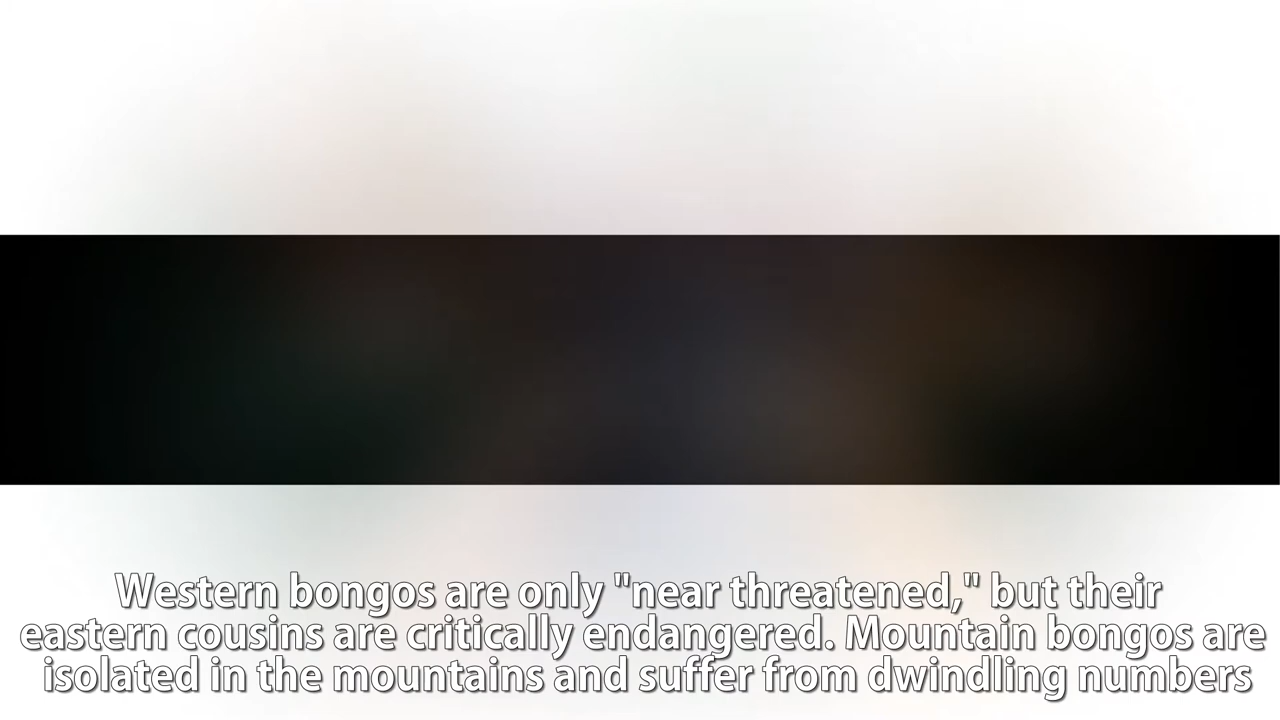 Western bongos are only "near threatened," but their
eastern cousins are critically endangered. Mountain bongos are
isolated in the mountains and suffer from dwindling numbers